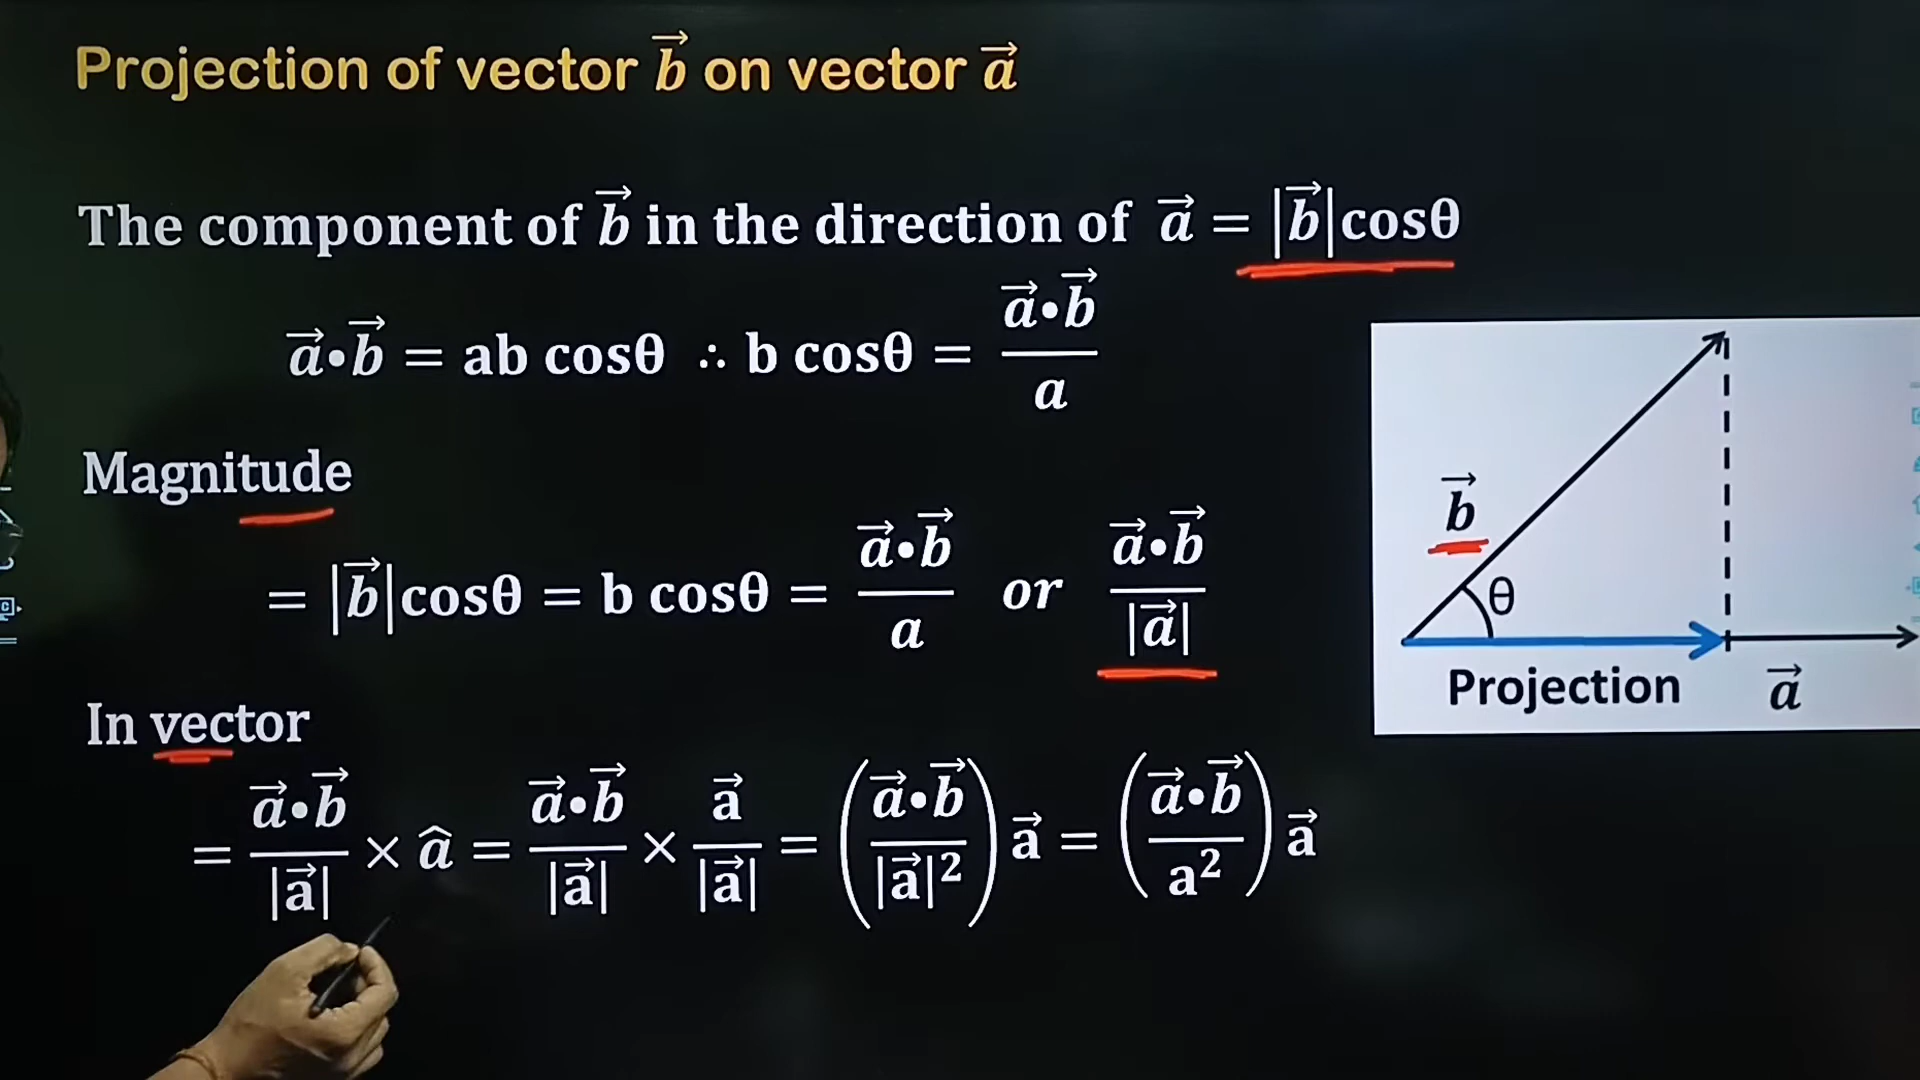 Projection of vector b⃗ on vector a⃗
The component of b⃗ in the direction of a⃗ = |b⃗|cosθ
a⃗•b⃗ = ab cosθ ∴ b cosθ = a⃗•b⃗ / a
Magnitude
= |b⃗|cosθ = b cosθ = a⃗•b⃗ / a or a⃗•b⃗ / |a⃗|
In vector
= a⃗•b⃗ / |a⃗| × â = a⃗•b⃗ / |a⃗| × a⃗ / |a⃗| = (a⃗•b⃗ / |a⃗|²) a⃗ = (a⃗•b⃗ / a²) a⃗
b⃗
θ
Projection a⃗